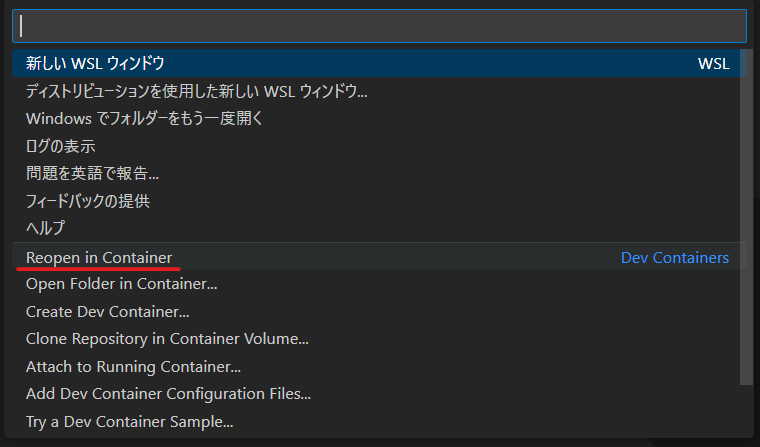 新しい WSL ウィンドウ WSL
ディストリビューションを使用した新しい WSL ウィンドウ...
Windows でフォルダーをもう一度開く
ログの表示
問題を英語で報告...
フィードバックの提供
ヘルプ
Reopen in Container Dev Containers
Open Folder in Container...
Create Dev Container...
Clone Repository in Container Volume...
Attach to Running Container...
Add Dev Container Configuration Files...
Try a Dev Container Sample...